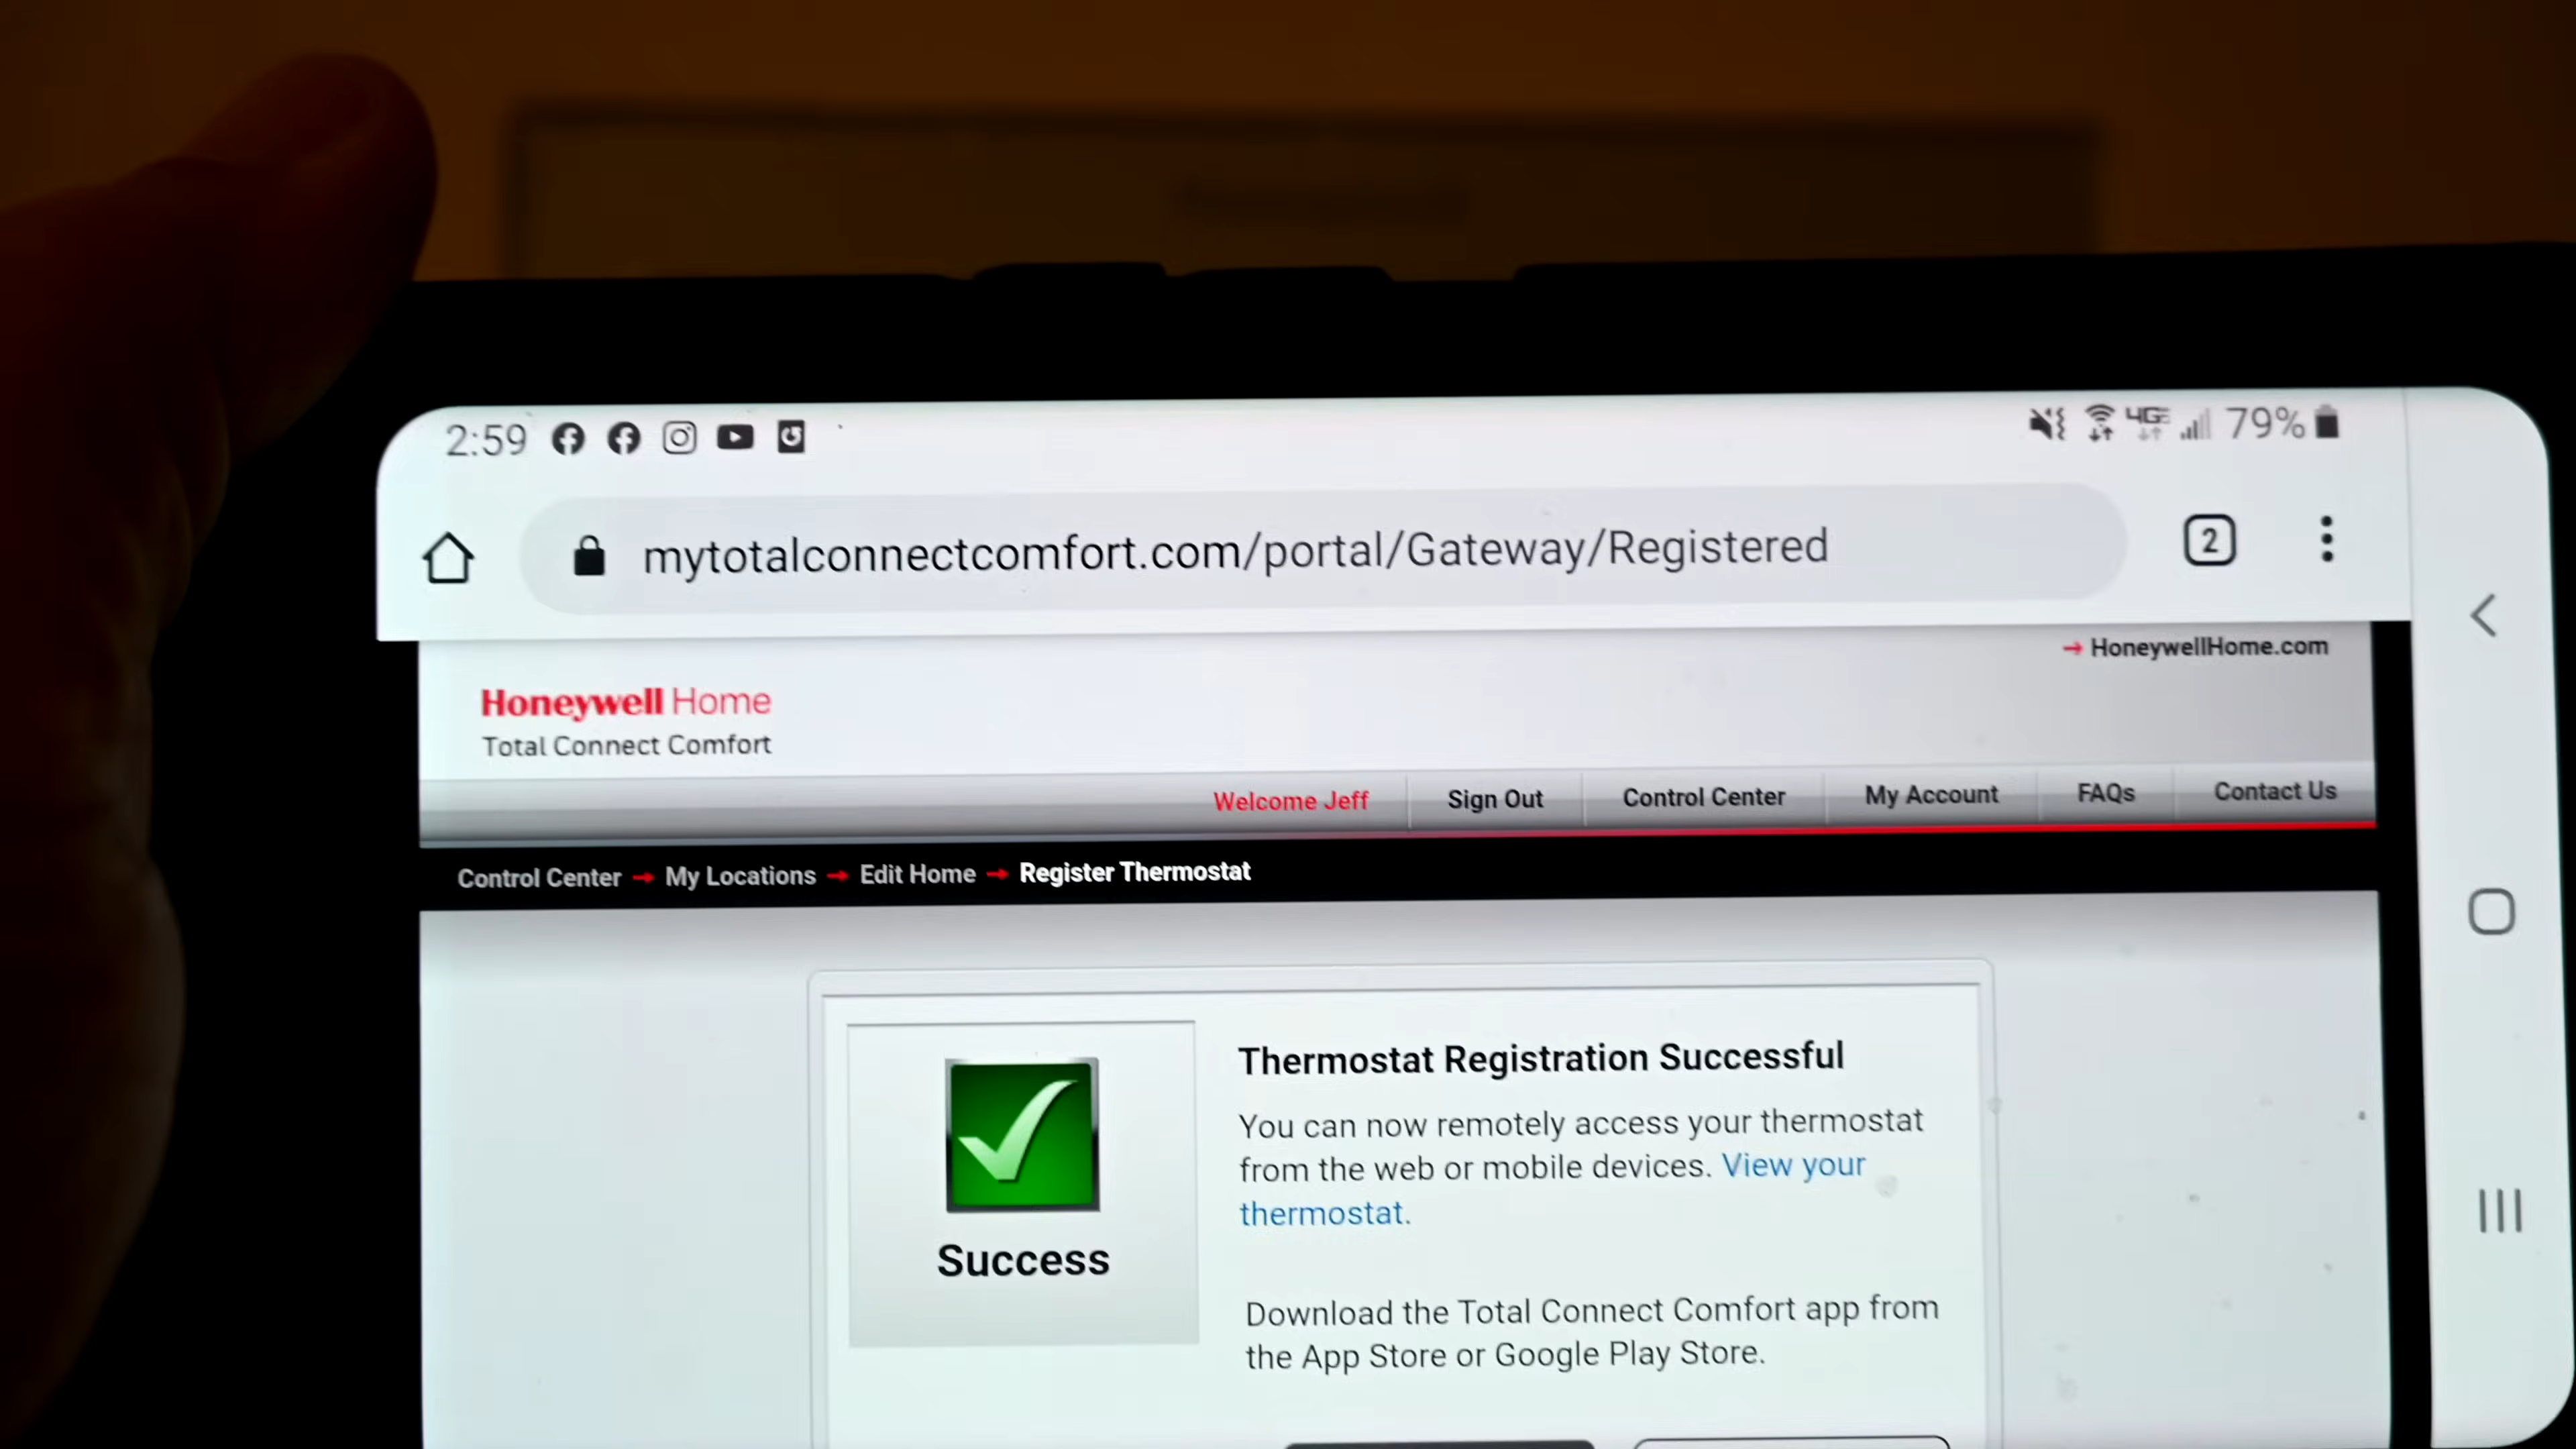 2:59 4GE 79%
mytotalconnectcomfort.com/portal/Gateway/Registered 2
HoneywellHome.com
Honeywell Home
Total Connect Comfort
Welcome Jeff Sign Out Control Center My Account FAQs Contact Us
Control Center → My Locations → Edit Home → Register Thermostat
Thermostat Registration Successful
You can now remotely access your thermostat
from the web or mobile devices. View your
thermostat.
Success
Download the Total Connect Comfort app from
the App Store or Google Play Store.